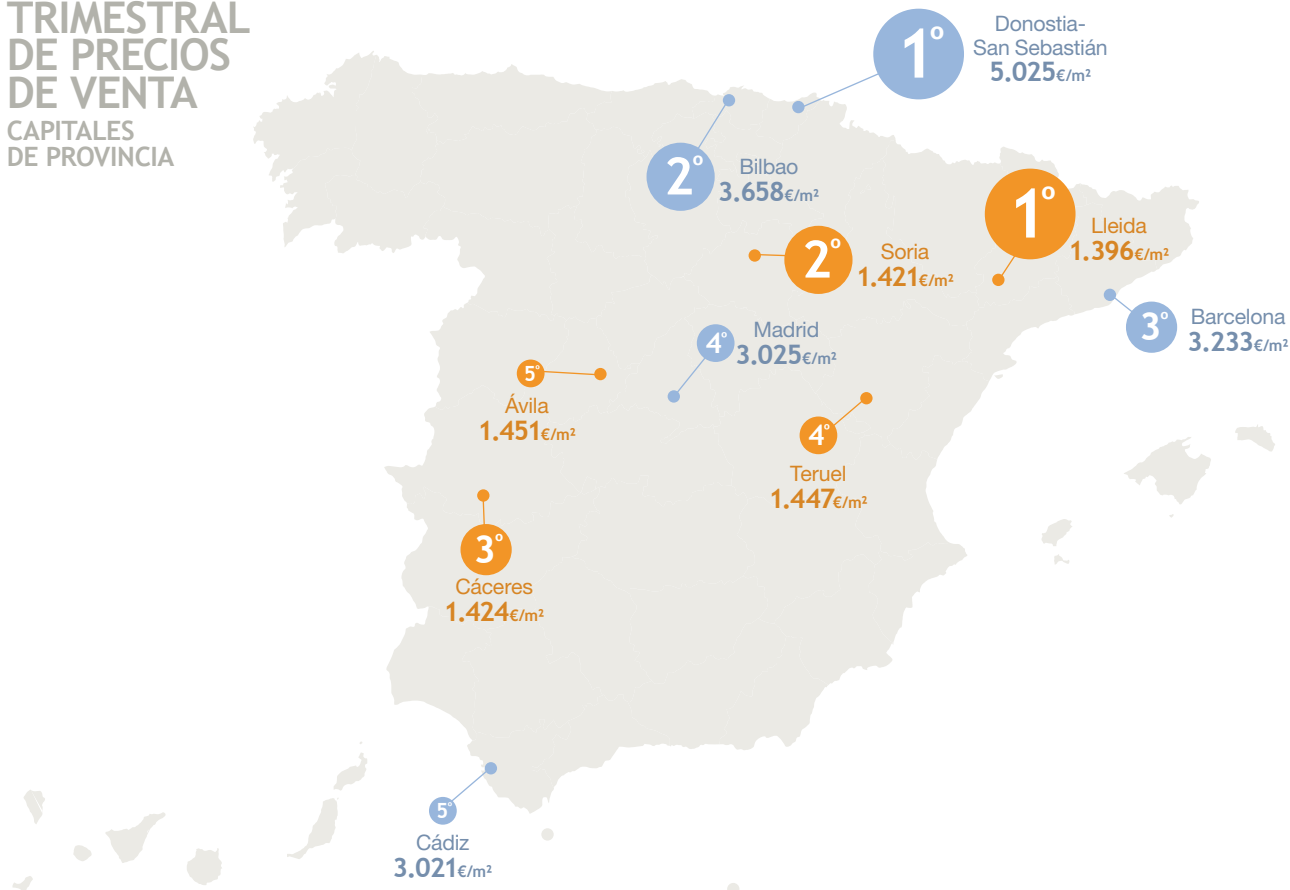 TRIMESTRAL
DE PRECIOS
DE VENTA
CAPITALES
DE PROVINCIA
1º
Donostia-
San Sebastián
5.025€/m²
2º
Bilbao
3.658€/m²
1º
Lleida
1.396€/m²
2º
Soria
1.421€/m²
3º
Barcelona
3.233€/m²
4º
Madrid
3.025€/m²
5º
Ávila
1.451€/m²
4º
Teruel
1.447€/m²
3º
Cáceres
1.424€/m²
5º
Cádiz
3.021€/m²